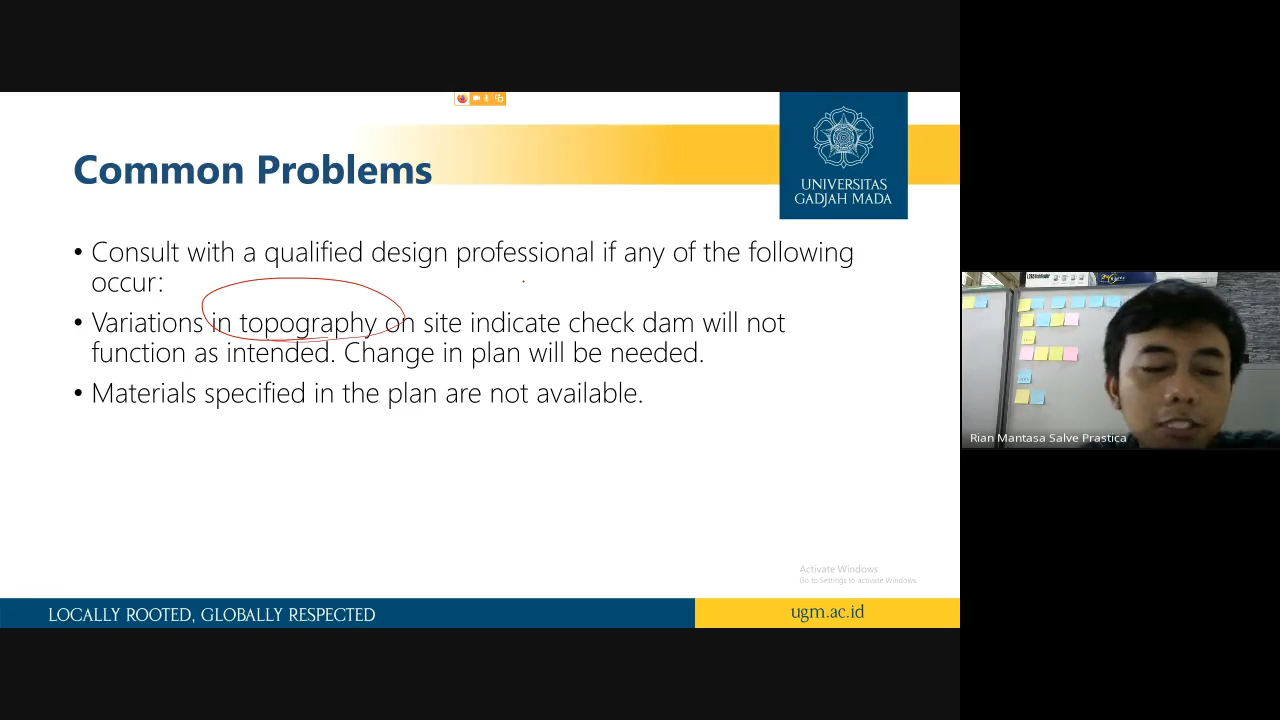 Common Problems
UNIVERSITAS
GADJAH MADA
• Consult with a qualified design professional if any of the following
occur:
• Variations in topography on site indicate check dam will not
function as intended. Change in plan will be needed.
• Materials specified in the plan are not available.
Rian Mantasa Salve Prastica
Activate Windows
Go to Settings to activate Windows.
LOCALLY ROOTED, GLOBALLY RESPECTED
ugm.ac.id